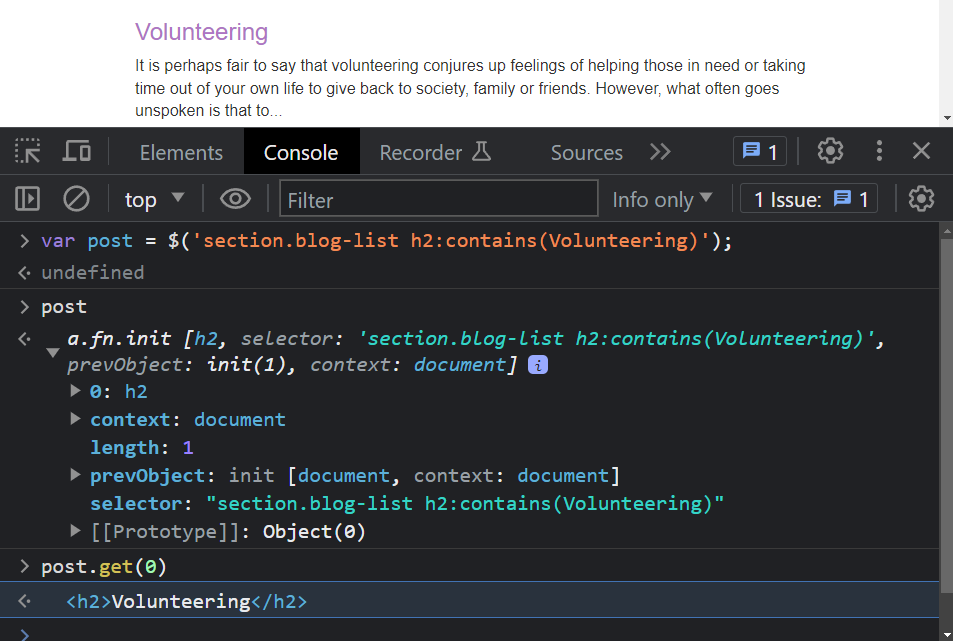 Volunteering
It is perhaps fair to say that volunteering conjures up feelings of helping those in need or taking
time out of your own life to give back to society, family or friends. However, what often goes
unspoken is that to...
Elements Console Recorder Sources 1
top Filter Info only 1 Issue: 1
var post = $('section.blog-list h2:contains(Volunteering)');
undefined
post
a.fn.init [h2, selector: 'section.blog-list h2:contains(Volunteering)',
prevObject: init(1), context: document] i
0: h2
context: document
length: 1
prevObject: init [document, context: document]
selector: "section.blog-list h2:contains(Volunteering)"
[[Prototype]]: Object(0)
post.get(0)
<h2>Volunteering</h2>